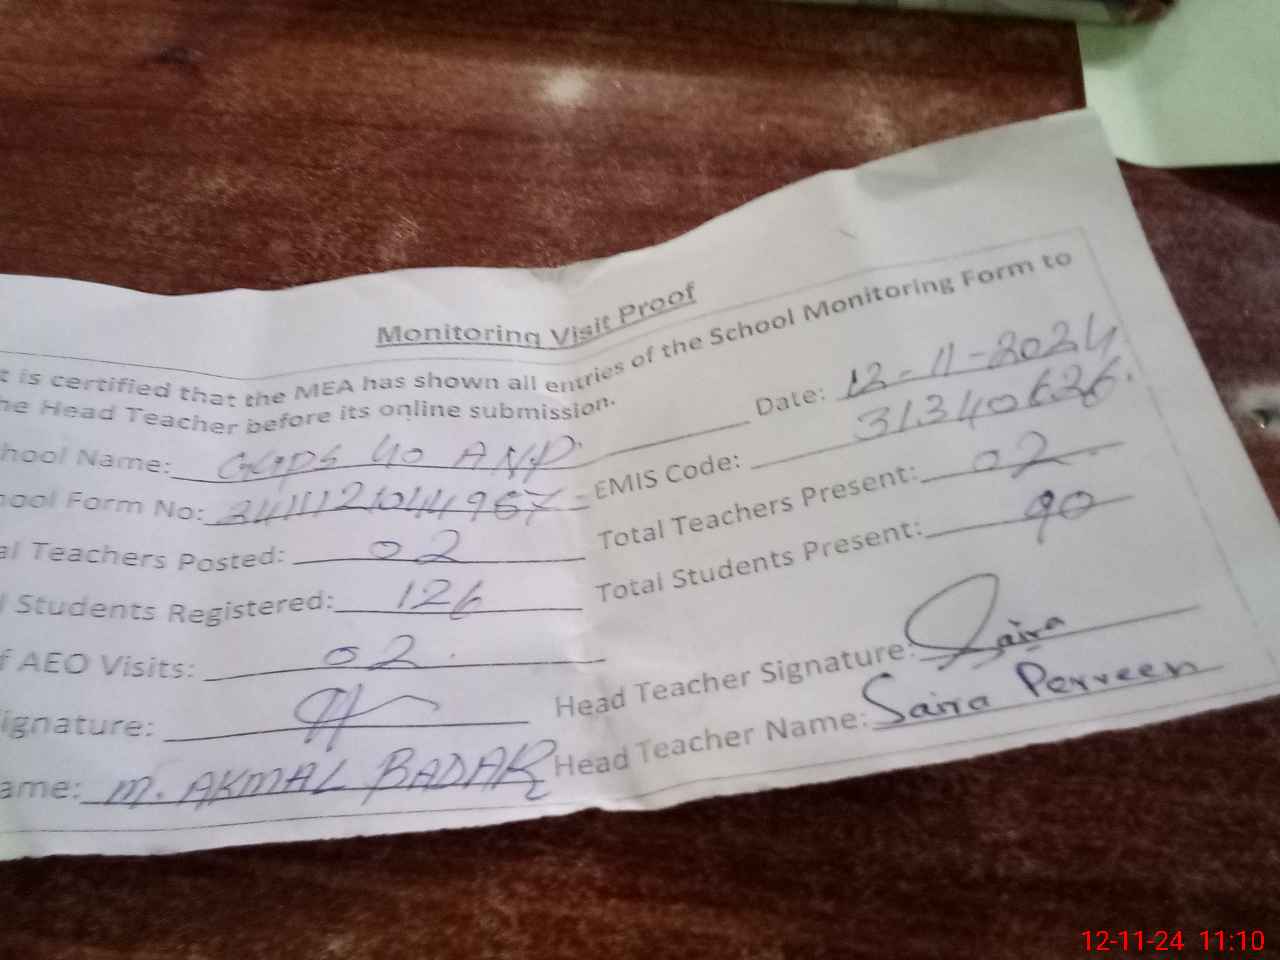 Monitoring Visit Proof
t is certified that the MEA has shown all entries of the School Monitoring Form to
he Head Teacher before its online submission.
Date: 12-11-2024
hool Name: GGPS 40 A.N.P. EMIS Code: 31340626.
hool Form No: Total Teachers Present: 02
al Teachers Posted: 02 Total Students Present: 90
l Students Registered: 126
f AEO Visits: 02. Head Teacher Signature: Saira
ignature: Head Teacher Name: Saira Perveen
ame: M. AKMAL BADAR
12-11-24 11:10